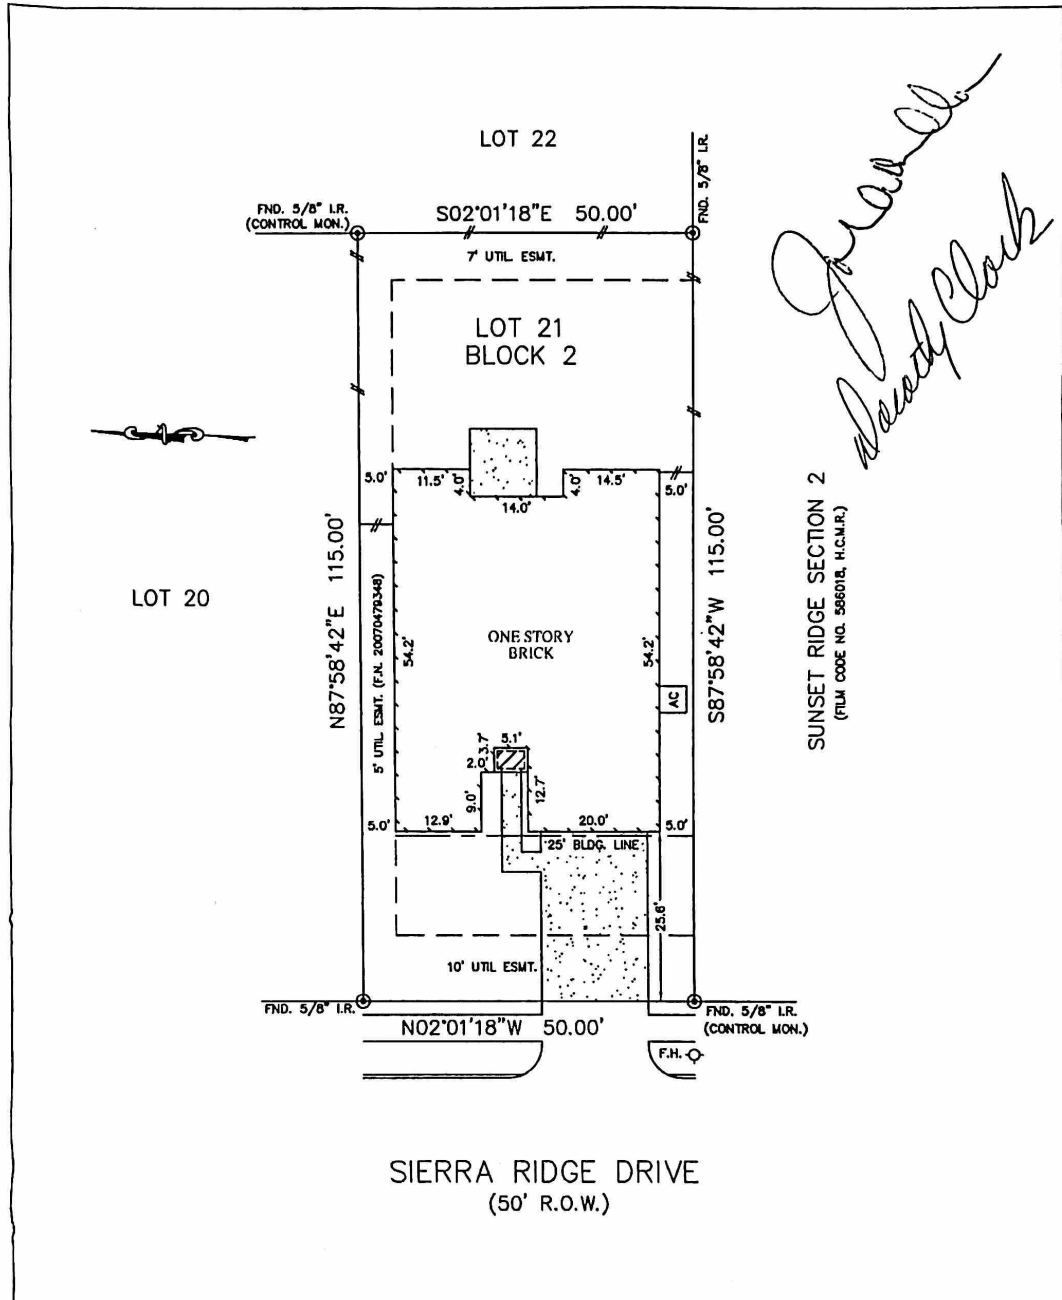 LOT 22
FND. 5/8" I.R.
FND. 5/8" I.R.
(CONTROL MON.)
S02°01'18"E 50.00'
7' UTIL. ESMT.
LOT 21
BLOCK 2
Dorothy Clark
5.0'
11.5'
4.0'
14.0'
4.0'
14.5'
5.0'
N87°58'42"E 115.00'
5' UTIL ESMT. (F.N. 20070479348)
54.2'
ONE STORY
BRICK
54.2'
AC
S87°58'42"W 115.00'
SUNSET RIDGE SECTION 2
(FILM CODE NO. 586018, H.C.M.R.)
LOT 20
5.1'
3.7'
2.0'
9.0'
12.7'
5.0'
12.9'
20.0'
5.0'
25' BLDG. LINE
25.6'
10' UTIL ESMT.
FND. 5/8" I.R.
N02°01'18"W 50.00'
FND. 5/8" I.R.
(CONTROL MON.)
F.H.
SIERRA RIDGE DRIVE
(50' R.O.W.)